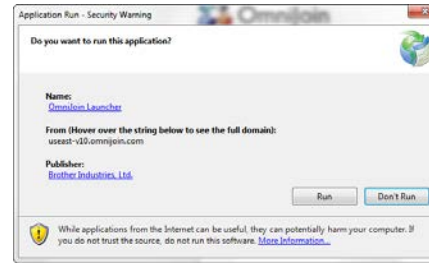 Application Run - Security Warning
OmniJoin
Do you want to run this application?
Name:
OmniJoin Launcher
From (Hover over the string below to see the full domain):
useast-v10.omnijoin.com
Publisher:
Brother Industries, Ltd.
Run Don't Run
While applications from the Internet can be useful, they can potentially harm your computer. If
you do not trust the source, do not run this software. More Information...